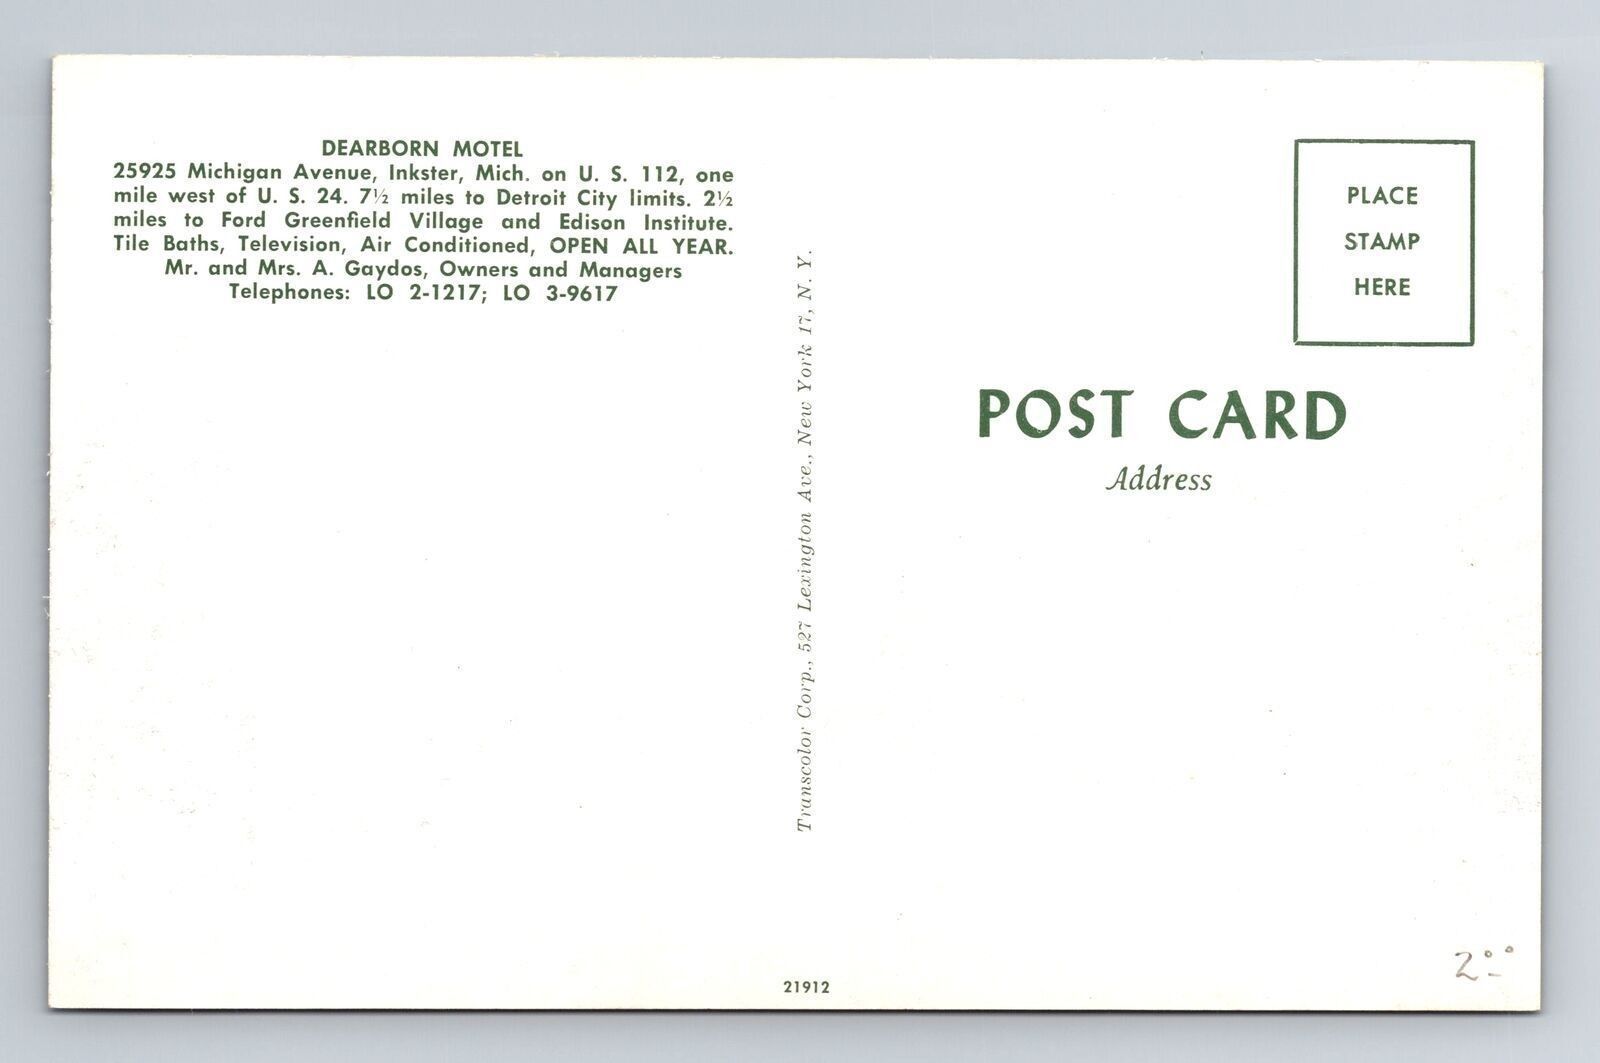 DEARBORN MOTEL
25925 Michigan Avenue, Inkster, Mich. on U. S. 112, one
mile west of U. S. 24. 7½ miles to Detroit City limits. 2½
miles to Ford Greenfield Village and Edison Institute.
Tile Baths, Television, Air Conditioned, OPEN ALL YEAR.
Mr. and Mrs. A. Gaydos, Owners and Managers
Telephones: LO 2-1217; LO 3-9617
Transcolor Corp., 527 Lexington Ave., New York 17, N. Y.
PLACE
STAMP
HERE
POST CARD
Address
21912
2°°